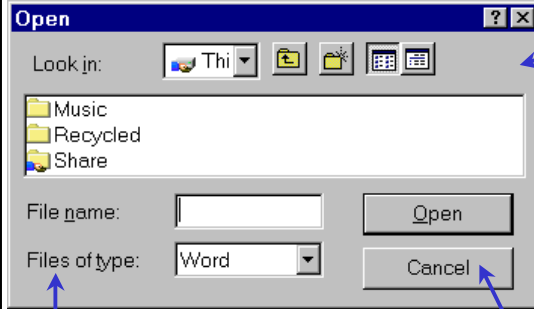 Open
Look in: Thi
Music
Recycled
Share
File name: Open
Files of type: Word Cancel